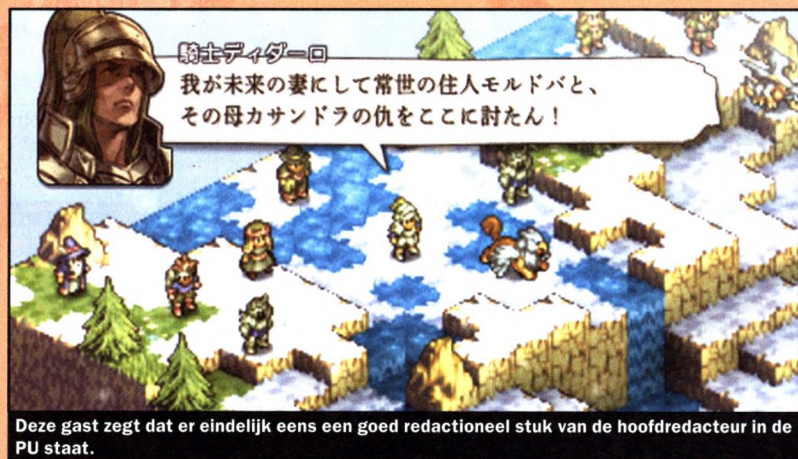 騎士ディダーロ
我が未来の妻にして常世の住人モルドバと、
その母カサンドラの仇をここに討たん！
Deze gast zegt dat er eindelijk eens een goed redactioneel stuk van de hoofdredacteur in de
PU staat.